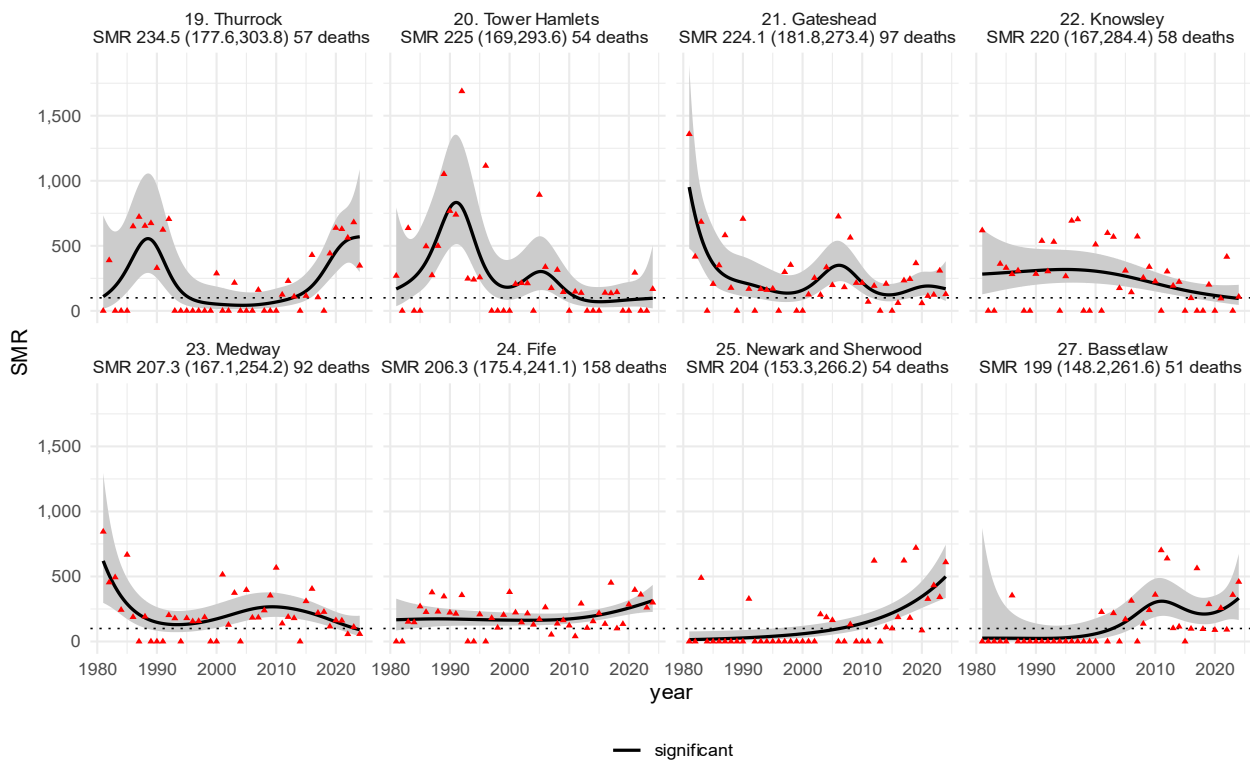 19. Thurrock
SMR 234.5 (177.6,303.8) 57 deaths
20. Tower Hamlets
SMR 225 (169,293.6) 54 deaths
21. Gateshead
SMR 224.1 (181.8,273.4) 97 deaths
22. Knowsley
SMR 220 (167,284.4) 58 deaths
1,500
1,000
500
0
SMR
23. Medway
SMR 207.3 (167.1,254.2) 92 deaths
24. Fife
SMR 206.3 (175.4,241.1) 158 deaths
25. Newark and Sherwood
SMR 204 (153.3,266.2) 54 deaths
27. Bassetlaw
SMR 199 (148.2,261.6) 51 deaths
1,500
1,000
500
0
1980 1990 2000 2010 2020 1980 1990 2000 2010 2020 1980 1990 2000 2010 2020 1980 1990 2000 2010 2020
year
significant